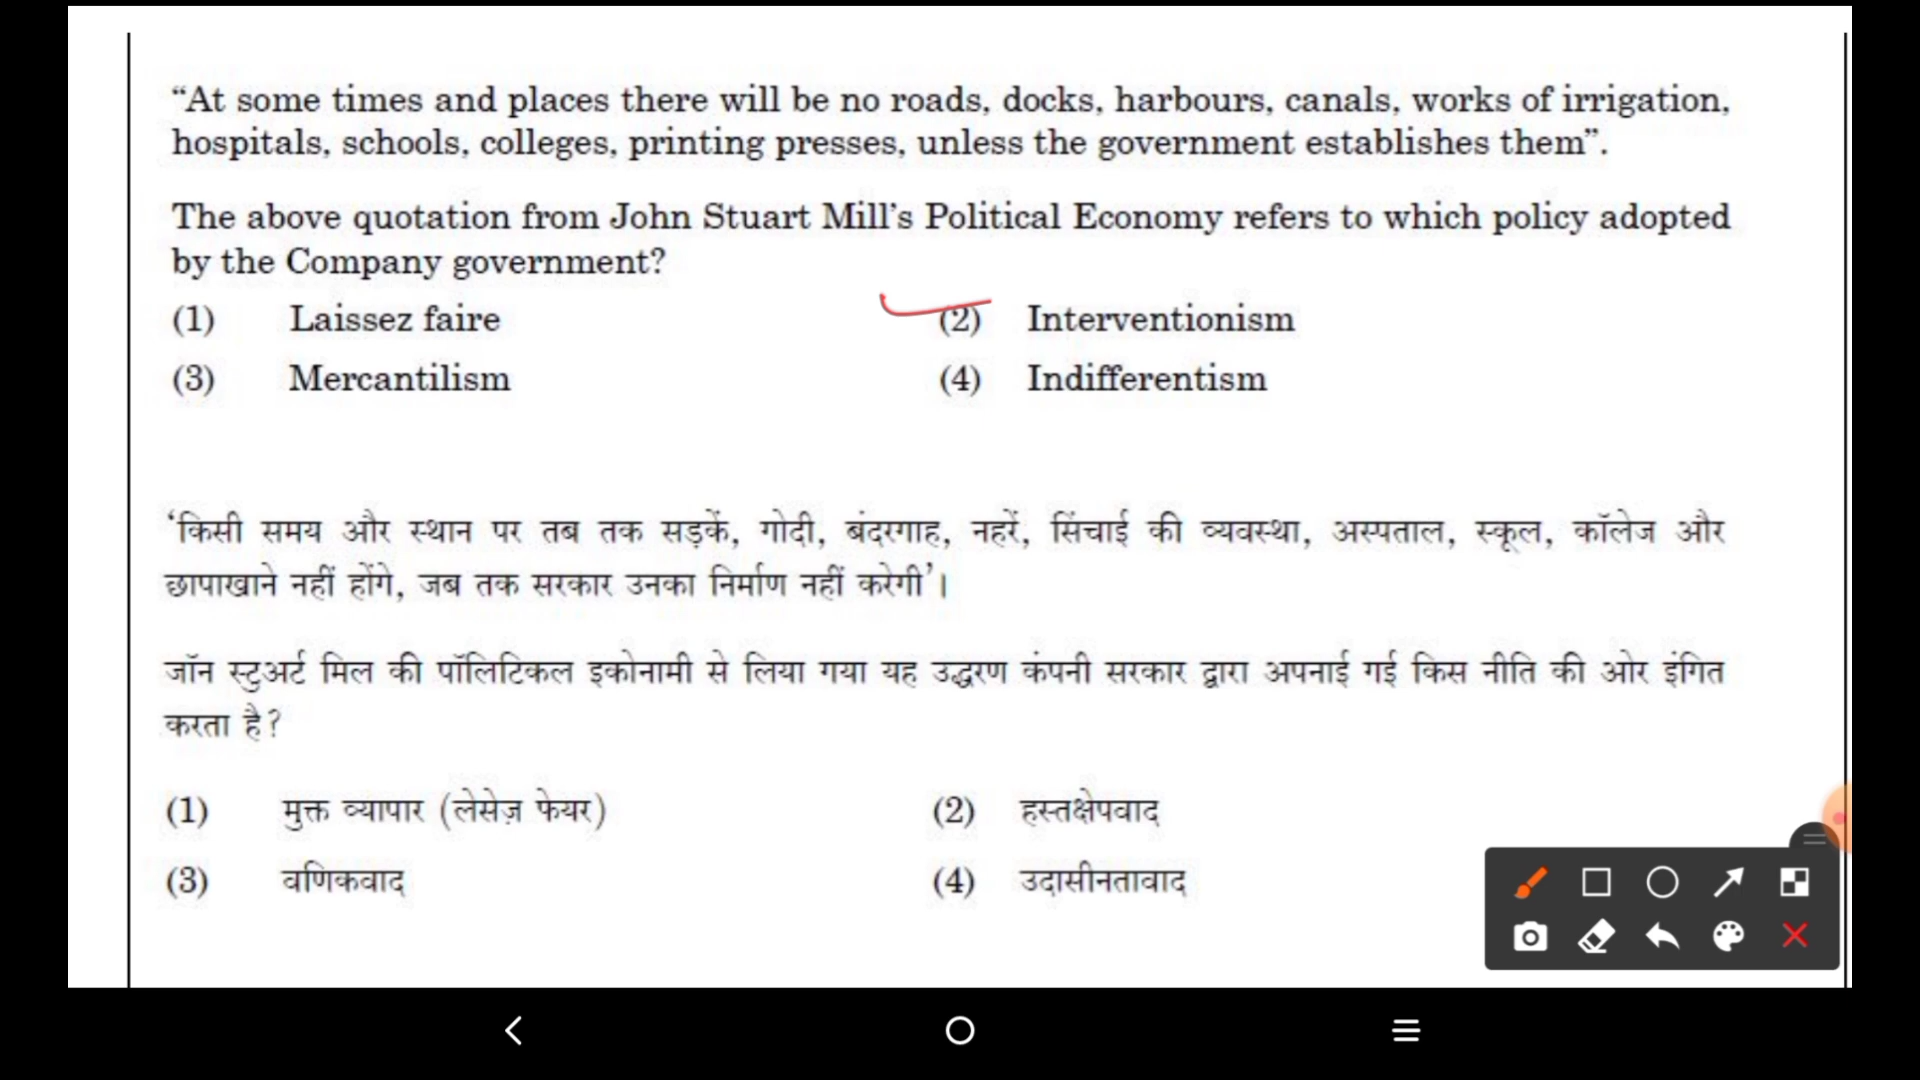 “At some times and places there will be no roads, docks, harbours, canals, works of irrigation,
hospitals, schools, colleges, printing presses, unless the government establishes them”.
The above quotation from John Stuart Mill’s Political Economy refers to which policy adopted
by the Company government?
(1) Laissez faire (2) Interventionism
(3) Mercantilism (4) Indifferentism
‘किसी समय और स्थान पर तब तक सड़कें, गोदी, बंदरगाह, नहरें, सिंचाई की व्यवस्था, अस्पताल, स्कूल, कॉलेज और
छापाखाने नहीं होंगे, जब तक सरकार उनका निर्माण नहीं करेगी’।
जॉन स्टुअर्ट मिल की पॉलिटिकल इकोनामी से लिया गया यह उद्धरण कंपनी सरकार द्वारा अपनाई गई किस नीति की ओर इंगित
करता है?
(1) मुक्त व्यापार (लेसेज़ फेयर) (2) हस्तक्षेपवाद
(3) वणिकवाद (4) उदासीनतावाद